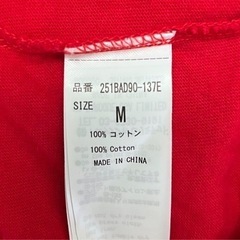 品番 251BAD90-137E
SIZE
M
100% コットン
100% Cotton
MADE IN CHINA